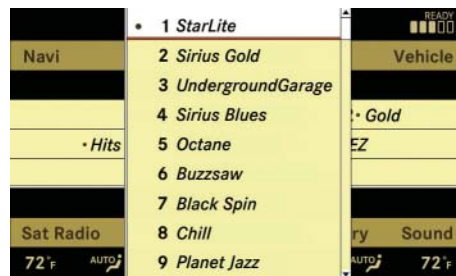 READY
Navi
Vehicle
• 1 StarLite
2 Sirius Gold
3 UndergroundGarage
4 Sirius Blues
5 Octane
6 Buzzsaw
7 Black Spin
8 Chill
9 Planet Jazz
• Gold
• Hits
EZ
Sat Radio
ry
Sound
72°F
AUTO
AUTO
72°F